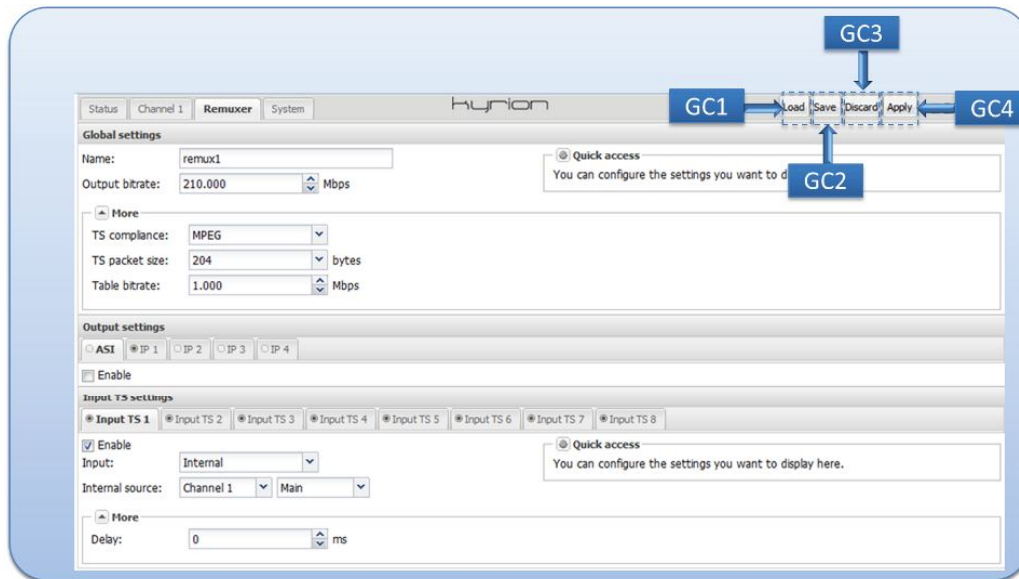 GC3
Status Channel 1 Remuxer System
kyrion
GC1
Load Save Discard Apply
GC4
Global settings
GC2
Name: remux1
Output bitrate: 210.000 Mbps
Quick access
You can configure the settings you want to d
More
TS compliance: MPEG
TS packet size: 204 bytes
Table bitrate: 1.000 Mbps
Output settings
ASI IP 1 IP 2 IP 3 IP 4
Enable
Input TS settings
Input TS 1 Input TS 2 Input TS 3 Input TS 4 Input TS 5 Input TS 6 Input TS 7 Input TS 8
Enable
Input: Internal
Internal source: Channel 1 Main
Quick access
You can configure the settings you want to display here.
More
Delay: 0 ms